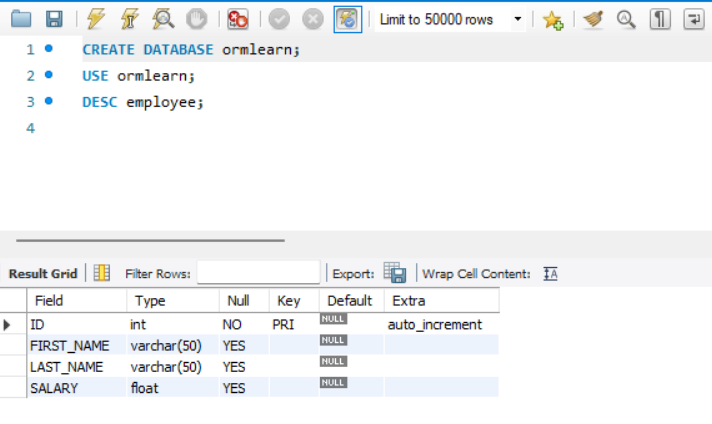 Limit to 50000 rows
1 CREATE DATABASE ormlearn;
2 USE ormlearn;
3 DESC employee;
4
Result Grid Filter Rows: Export: Wrap Cell Content:
Field Type Null Key Default Extra
ID int NO PRI NULL auto_increment
FIRST_NAME varchar(50) YES NULL
LAST_NAME varchar(50) YES NULL
SALARY float YES NULL